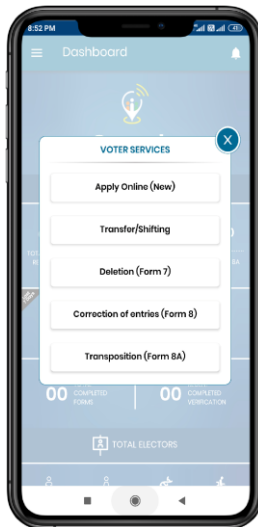 8:52 PM
Dashboard
X
VOTER SERVICES
Apply Online (New)
Transfer/Shifting
Deletion (Form 7)
Correction of entries (Form 8)
Transposition (Form 8A)
00 COMPLETED FORMS
00 COMPLETED VERIFICATION
TOTAL ELECTORS